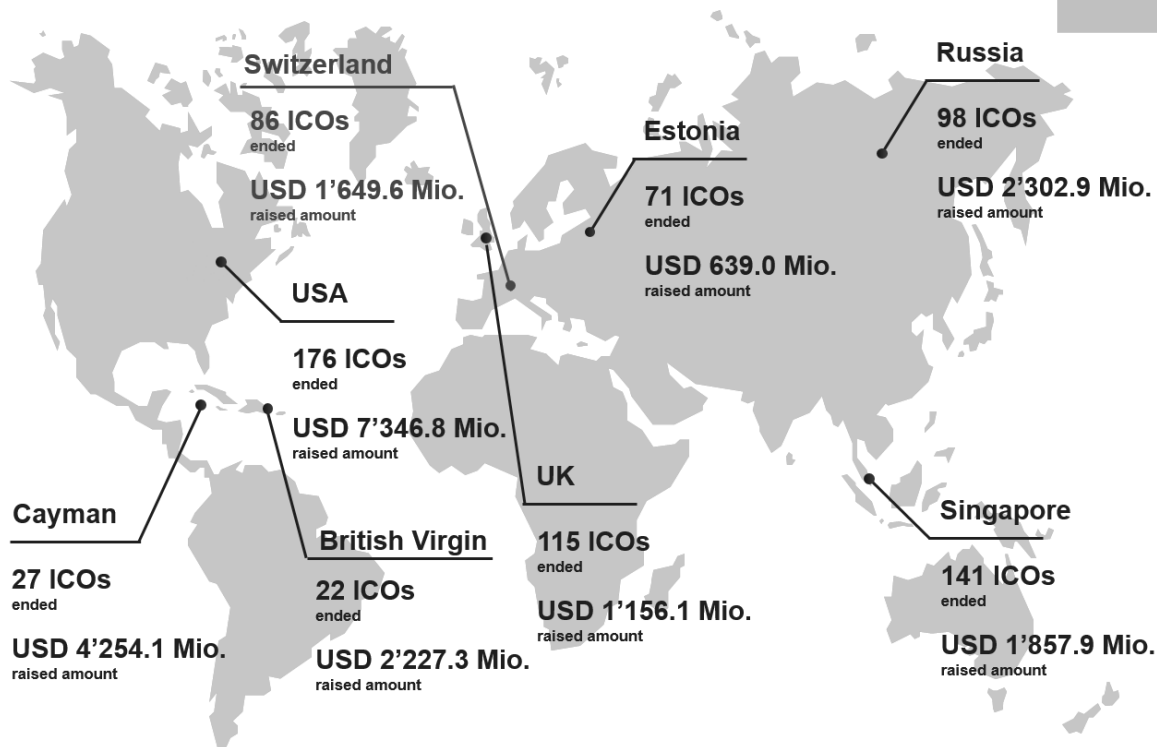 Switzerland
86 ICOs
ended
USD 1’649.6 Mio.
raised amount
Russia
98 ICOs
ended
USD 2’302.9 Mio.
raised amount
Estonia
71 ICOs
ended
USD 639.0 Mio.
raised amount
USA
176 ICOs
ended
USD 7’346.8 Mio.
raised amount
Cayman
27 ICOs
ended
USD 4’254.1 Mio.
raised amount
British Virgin
22 ICOs
ended
USD 2’227.3 Mio.
raised amount
UK
115 ICOs
ended
USD 1’156.1 Mio.
raised amount
Singapore
141 ICOs
ended
USD 1’857.9 Mio.
raised amount